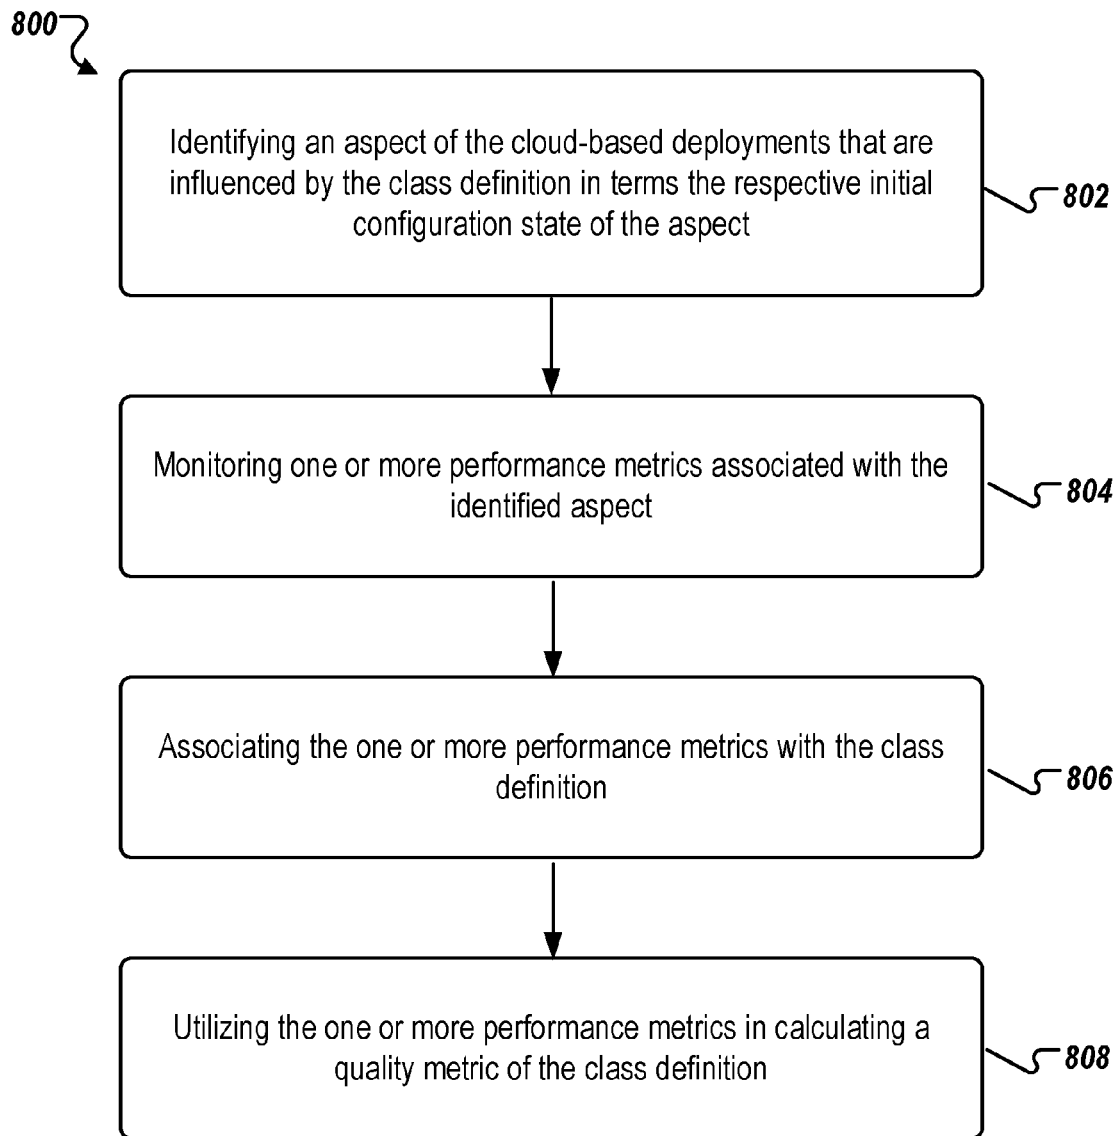 800
Identifying an aspect of the cloud-based deployments that are
influenced by the class definition in terms the respective initial
configuration state of the aspect
802
Monitoring one or more performance metrics associated with the
identified aspect
804
Associating the one or more performance metrics with the class
definition
806
Utilizing the one or more performance metrics in calculating a
quality metric of the class definition
808